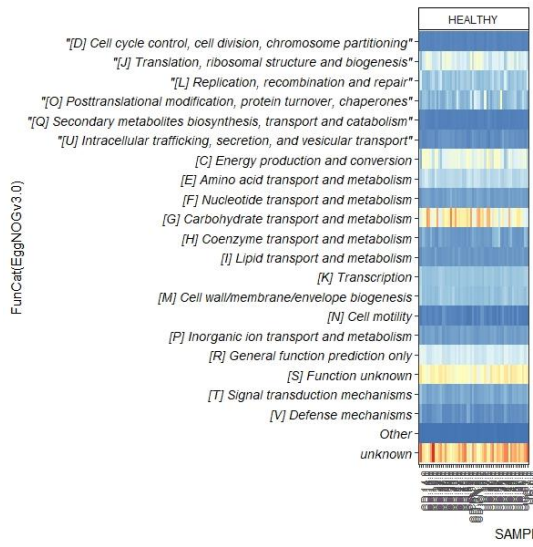 HEALTHY
"[D] Cell cycle control, cell division, chromosome partitioning"
"[J] Translation, ribosomal structure and biogenesis"
"[L] Replication, recombination and repair"
"[O] Posttranslational modification, protein turnover, chaperones"
"[Q] Secondary metabolites biosynthesis, transport and catabolism"
"[U] Intracellular trafficking, secretion, and vesicular transport"
[C] Energy production and conversion
[E] Amino acid transport and metabolism
[F] Nucleotide transport and metabolism
[G] Carbohydrate transport and metabolism
[H] Coenzyme transport and metabolism
[I] Lipid transport and metabolism
[K] Transcription
[M] Cell wall/membrane/envelope biogenesis
[N] Cell motility
[P] Inorganic ion transport and metabolism
[R] General function prediction only
[S] Function unknown
[T] Signal transduction mechanisms
[V] Defense mechanisms
Other
unknown
FunCat(EggNOGv3.0)
SAMPL